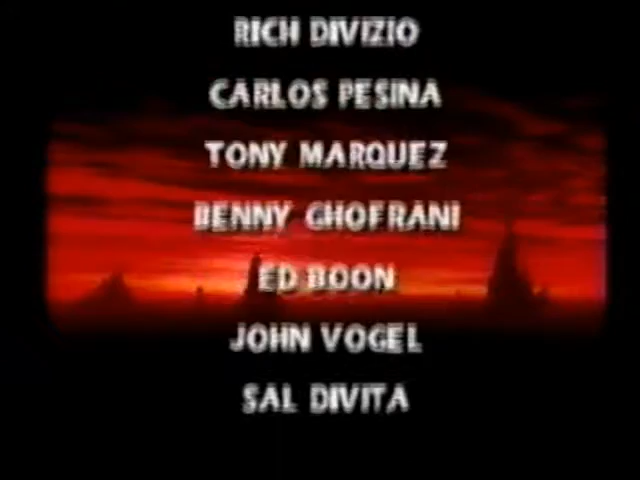 RICH DIVIZIO
CARLOS PESINA
TONY MARQUEZ
BENNY GHOFRANI
ED BOON
JOHN VOGEL
SAL DIVITA